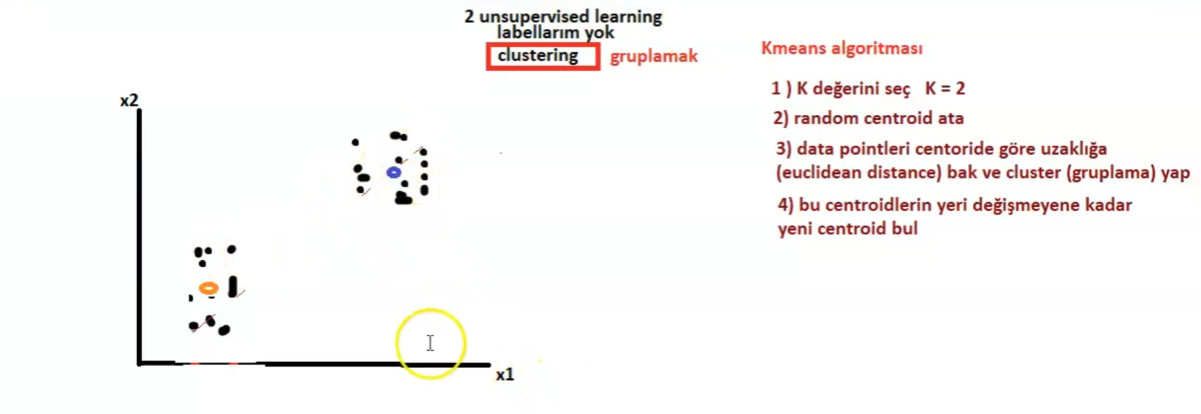 2 unsupervised learning
labellarım yok
clustering gruplamak
Kmeans algoritması
1 ) K değerini seç K = 2
2) random centroid ata
3) data pointleri centoride göre uzaklığa
(euclidean distance) bak ve cluster (gruplama) yap
4) bu centroidlerin yeri değişmeyene kadar
yeni centroid bul
x2
x1